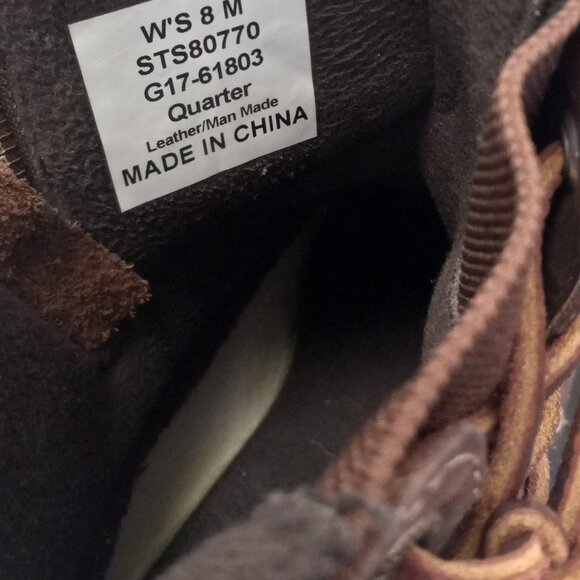 W'S 8 M
STS80770
G17-61803
Quarter
Leather/Man Made
MADE IN CHINA